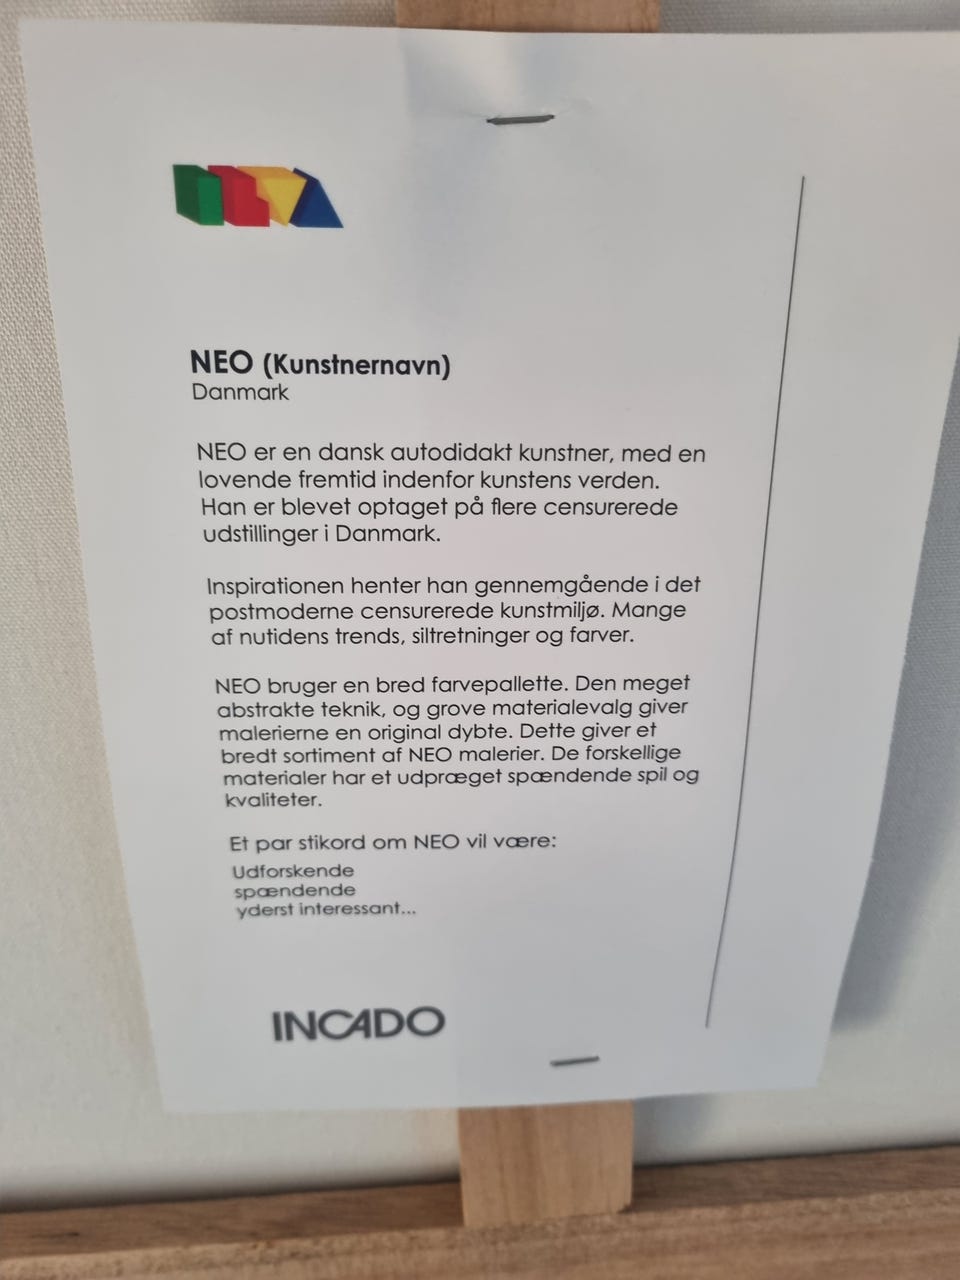 ILVA
NEO (Kunstnernavn)
Danmark
NEO er en dansk autodidakt kunstner, med en
lovende fremtid indenfor kunstens verden.
Han er blevet optaget på flere censurerede
udstillinger i Danmark.
Inspirationen henter han gennemgående i det
postmoderne censurerede kunstmiljø. Mange
af nutidens trends, siltretninger og farver.
NEO bruger en bred farvepallette. Den meget
abstrakte teknik, og grove materialevalg giver
malerierne en original dybte. Dette giver et
bredt sortiment af NEO malerier. De forskellige
materialer har et udpræget spændende spil og
kvaliteter.
Et par stikord om NEO vil være:
Udforskende
spændende
yderst interessant...
INCADO